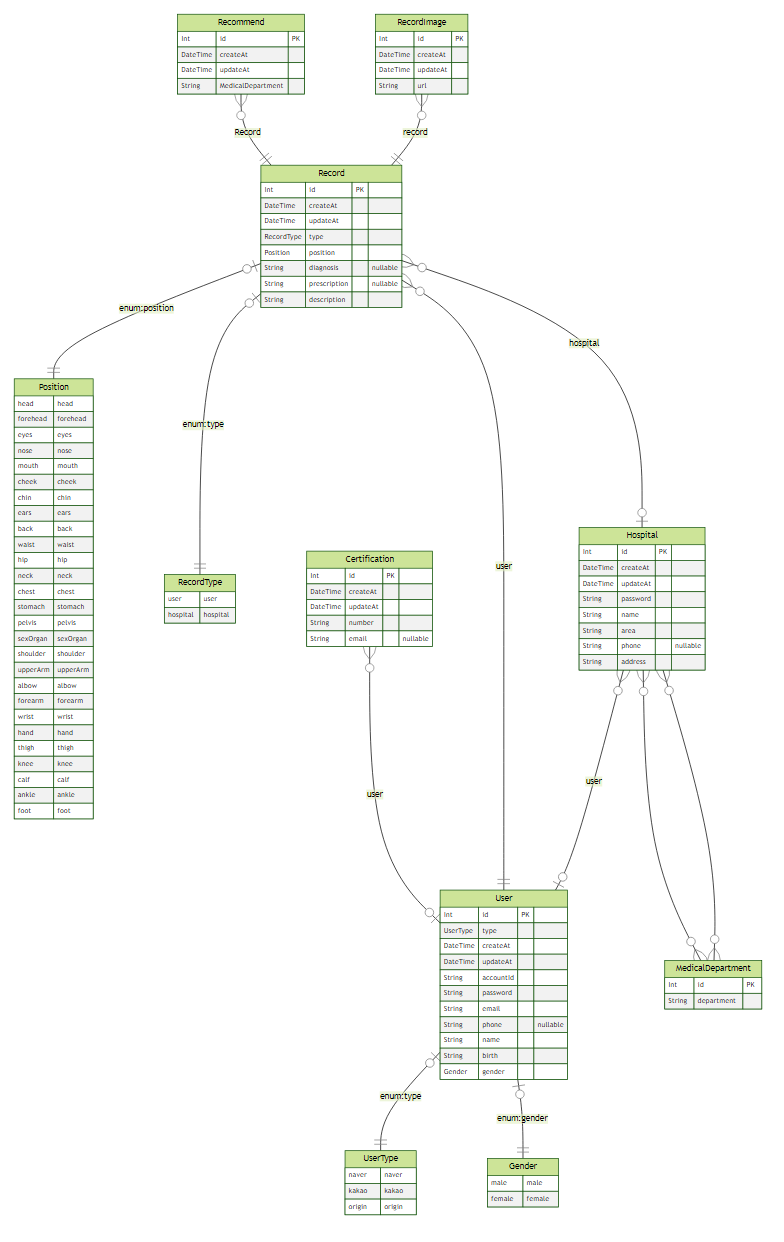 Recommend
Int id PK
DateTime createAt
DateTime updateAt
String MedicalDepartment
RecordImage
Int id PK
DateTime createAt
DateTime updateAt
String url
Record
record
Record
Int id PK
DateTime createAt
DateTime updateAt
RecordType type
Position position
String diagnosis nullable
String prescription nullable
String description
enum:position
hospital
enum:type
user
Position
head head
forehead forehead
eyes eyes
nose nose
mouth mouth
cheek cheek
chin chin
ears ears
back back
waist waist
hip hip
neck neck
chest chest
stomach stomach
pelvis pelvis
sexOrgan sexOrgan
shoulder shoulder
upperArm upperArm
albow albow
forearm forearm
wrist wrist
hand hand
thigh thigh
knee knee
calf calf
ankle ankle
foot foot
RecordType
user user
hospital hospital
Certification
Int id PK
DateTime createAt
DateTime updateAt
String number
String email nullable
Hospital
Int id PK
DateTime createAt
DateTime updateAt
String password
String name
String area
String phone nullable
String address
user
user
User
Int id PK
UserType type
DateTime createAt
DateTime updateAt
String accountId
String password
String email
String phone nullable
String name
String birth
Gender gender
MedicalDepartment
Int id PK
String department
enum:type
enum:gender
UserType
naver naver
kakao kakao
origin origin
Gender
male male
female female